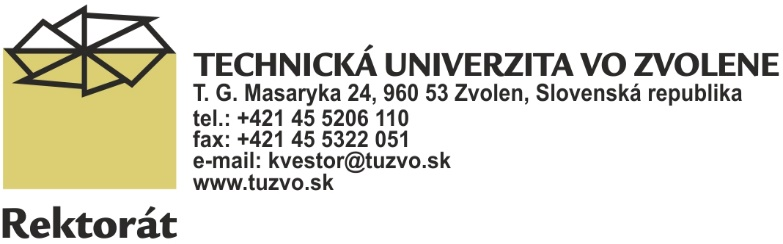 TECHNICKÁ UNIVERZITA VO ZVOLENE
T. G. Masaryka 24, 960 53 Zvolen, Slovenská republika
tel.: +421 45 5206 110
fax: +421 45 5322 051
e-mail: kvestor@tuzvo.sk
www.tuzvo.sk
Rektorát